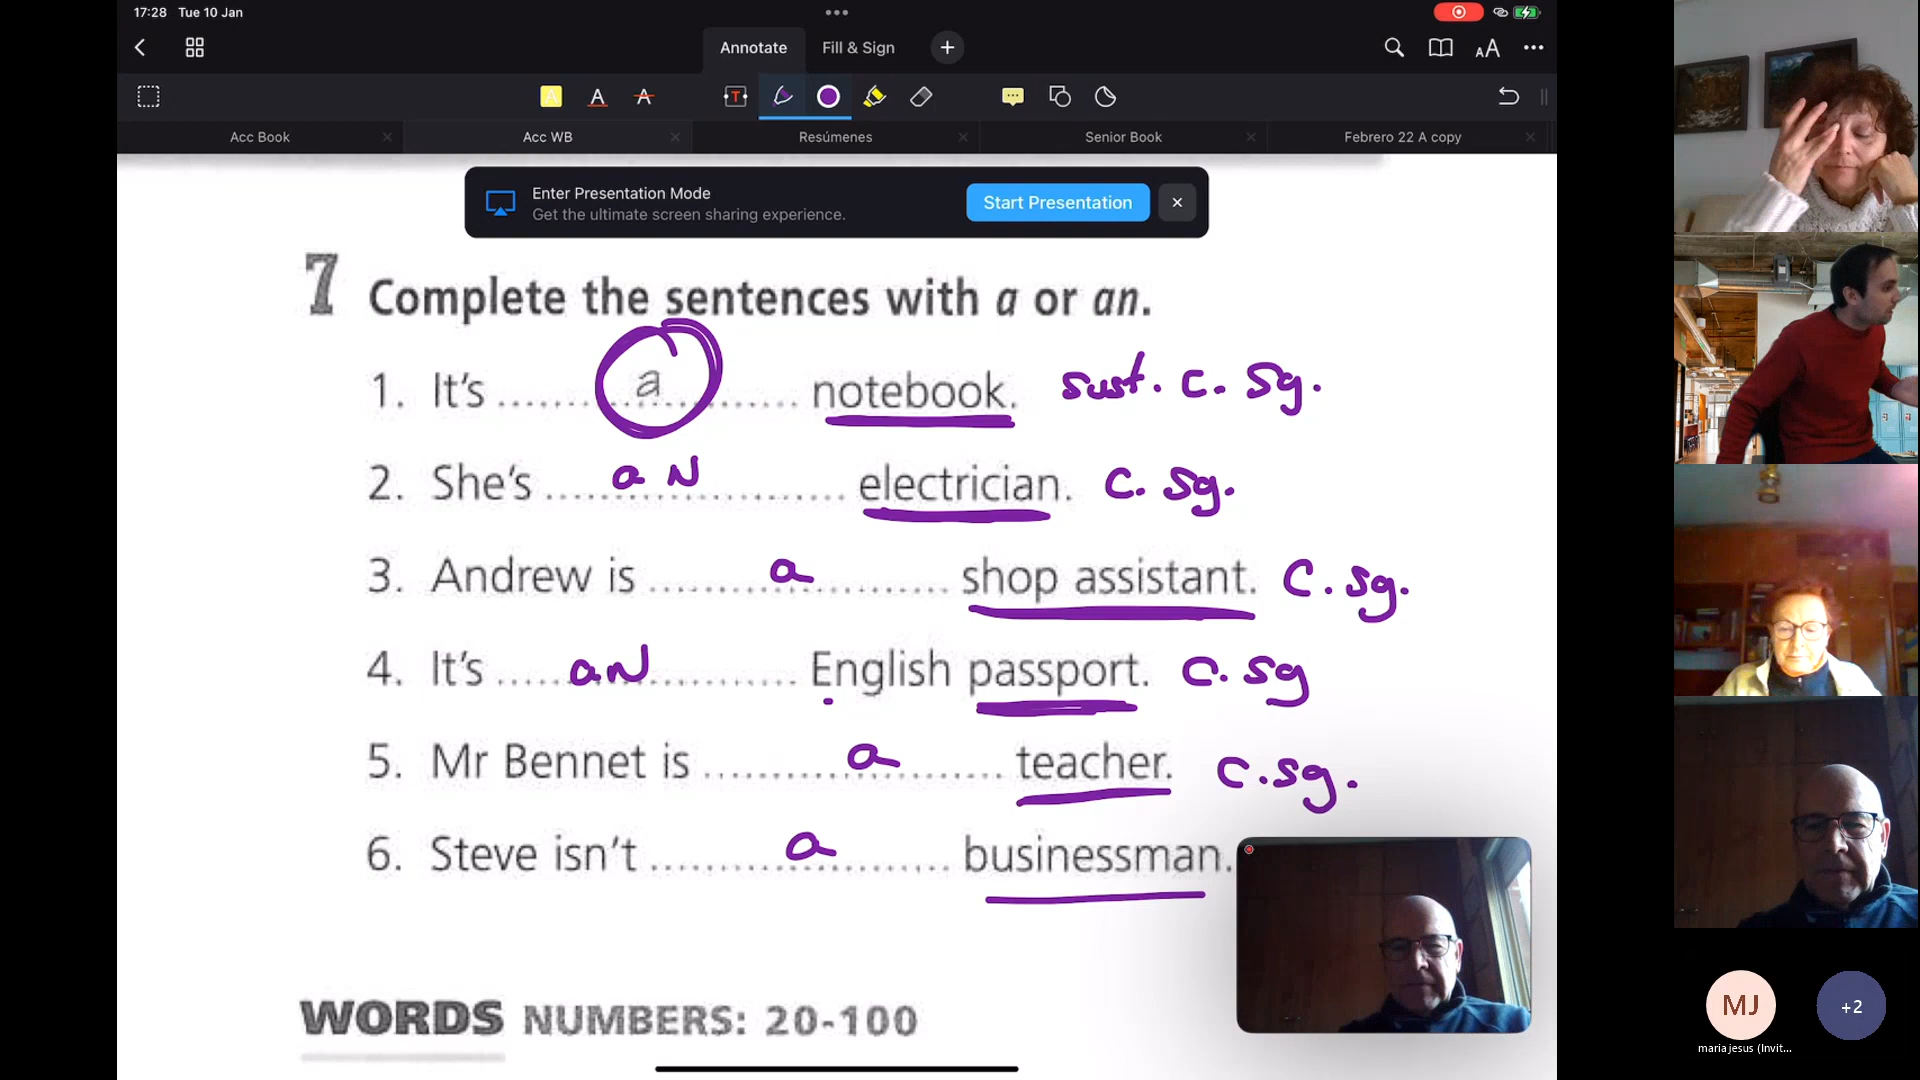 17:28 Tue 10 Jan
Annotate Fill & Sign
AA
A A A T
Acc Book Acc WB Resúmenes Senior Book Febrero 22 A copy
Enter Presentation Mode
Get the ultimate screen sharing experience.
Start Presentation
7 Complete the sentences with a or an.
1. It's .......a....... notebook. sust. c. sg.
2. She's .......aN....... electrician. c. sg.
3. Andrew is .......a....... shop assistant. C. sg.
4. It's .......aN....... English passport. c. sg
5. Mr Bennet is .......a....... teacher. c. sg.
6. Steve isn't .......a....... businessman.
WORDS NUMBERS: 20-100
MJ +2
maria jesus (Invit...